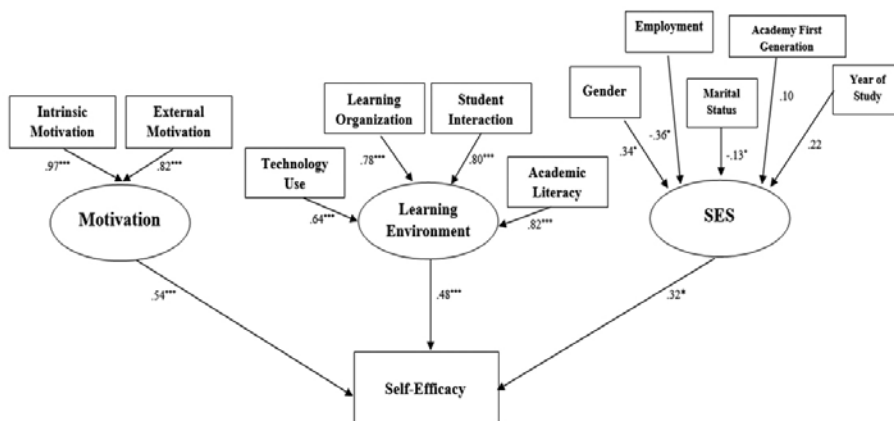 Employment
Academy First
Generation
Gender
Marital
Status
Year of
Study
Intrinsic
Motivation
External
Motivation
Learning
Organization
Student
Interaction
Technology
Use
Academic
Literacy
.97***
.82***
.78***
.80***
.64***
.82***
.34*
-.36*
-.13*
.10
.22
Motivation
Learning
Environment
SES
.54***
.48***
.32*
Self-Efficacy